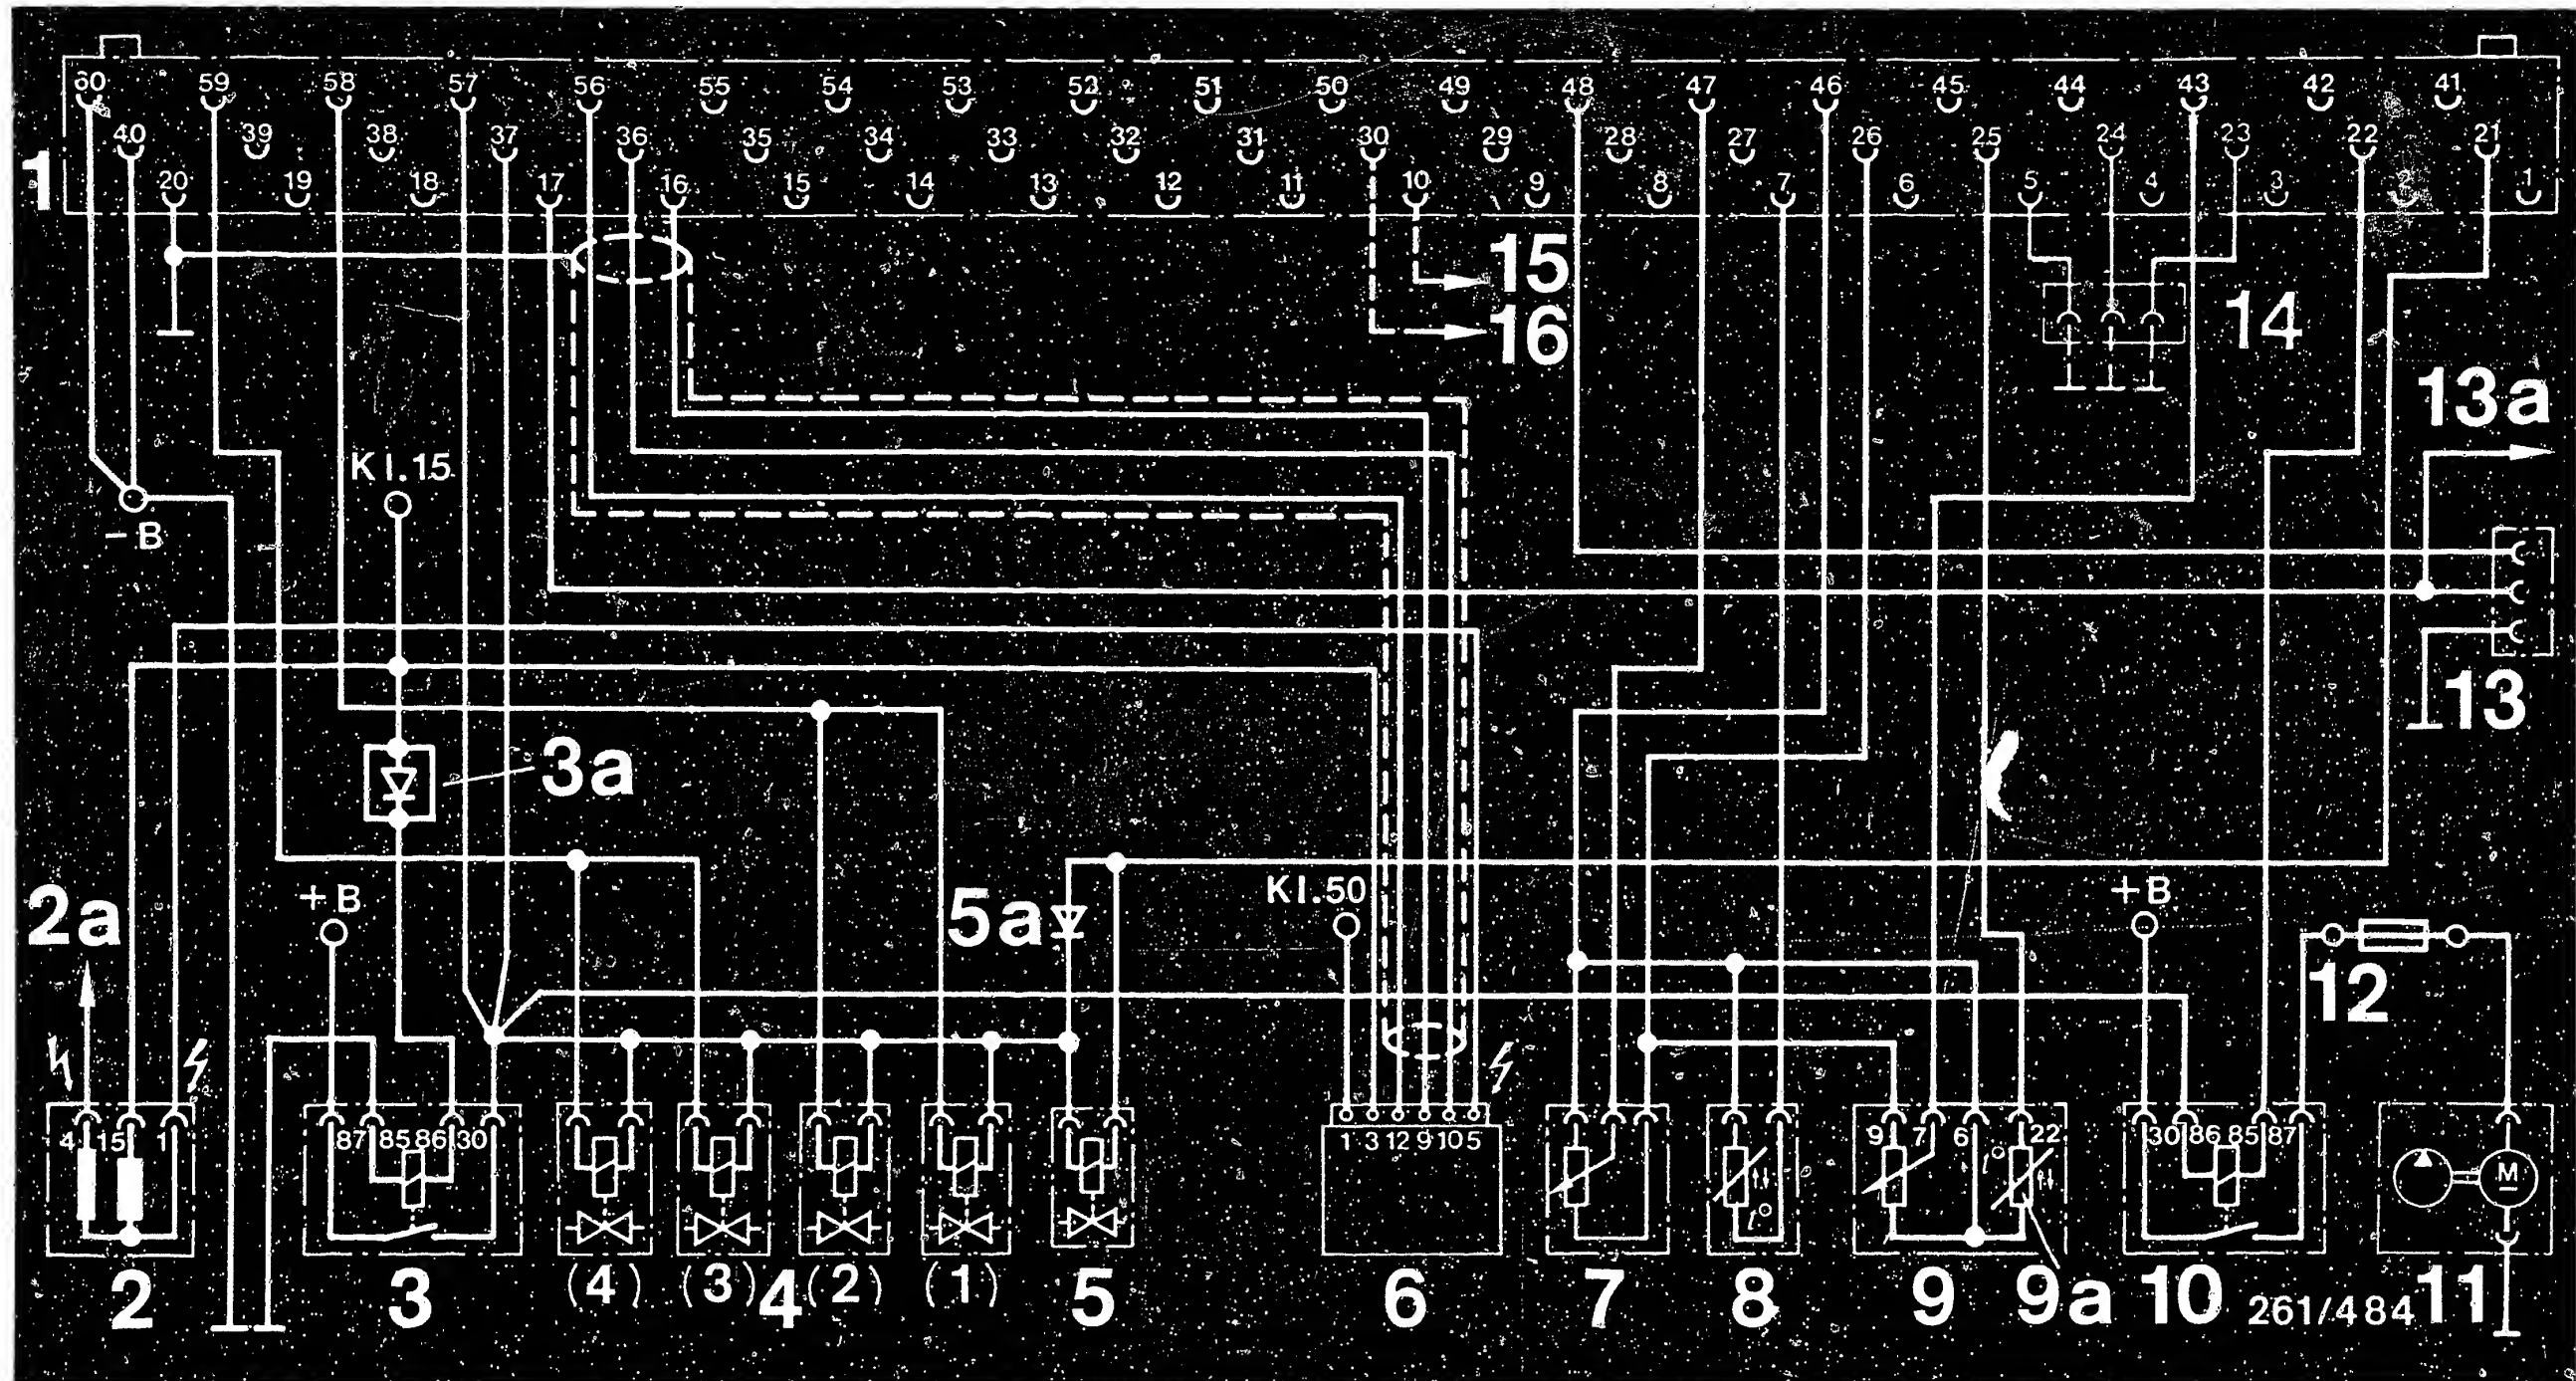 60 59 58 57 56 55 54 53 52 51 50 49 48 47 46 45 44 43 42 41
40 39 38 37 36 35 34 33 32 31 30 29 28 27 26 25 24 23 22 21
1
20 19 18 17 16 15 14 13 12 11 10 9 8 7 6 5 4 3 2 1
15
16
14
13a
Kl.15
-B
13
3a
+B
2a
5a
Kl.50
+B
12
4 15 1
87 85 86 30
1 3 12 9 10 5
9 7 6 22
30 86 85 87
t°
t°
M
(4) (3) 4 (2) (1)
2 3 5 6 7 8 9 9a 10 261/484 11